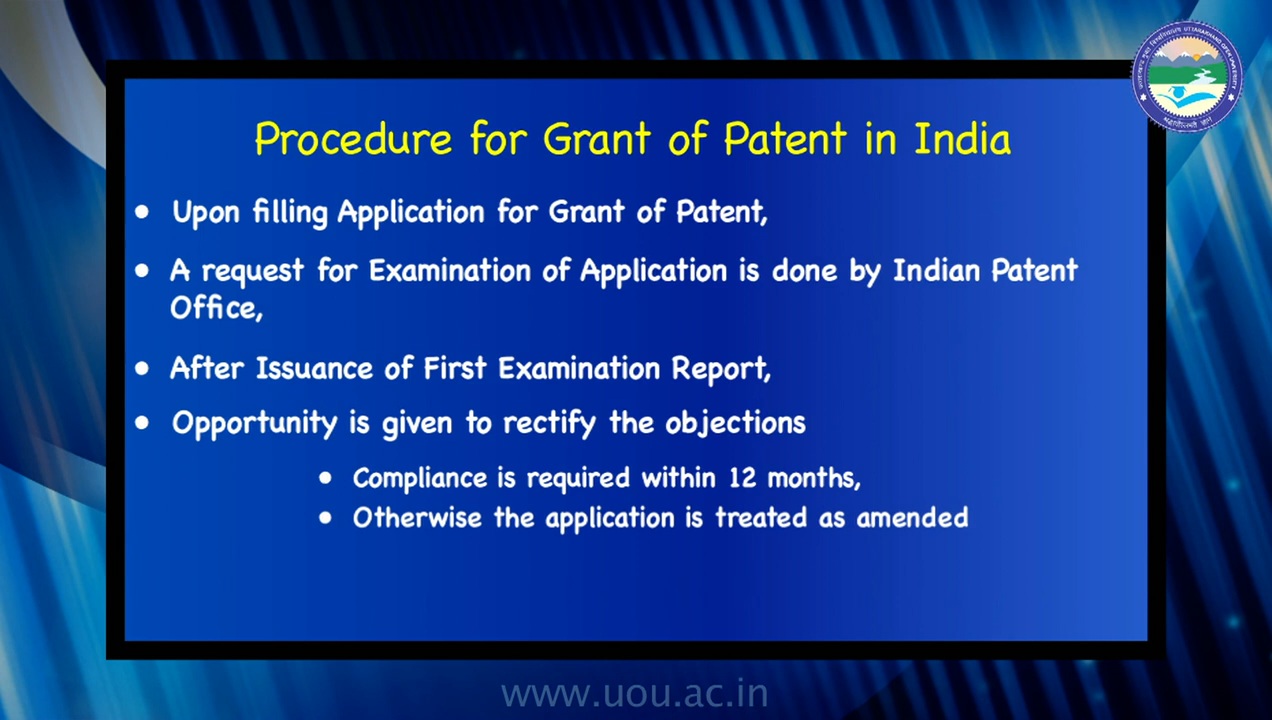 Procedure for Grant of Patent in India
• Upon filling Application for Grant of Patent,
• A request for Examination of Application is done by Indian Patent
Office,
• After Issuance of First Examination Report,
• Opportunity is given to rectify the objections
• Compliance is required within 12 months,
• Otherwise the application is treated as amended
www.uou.ac.in